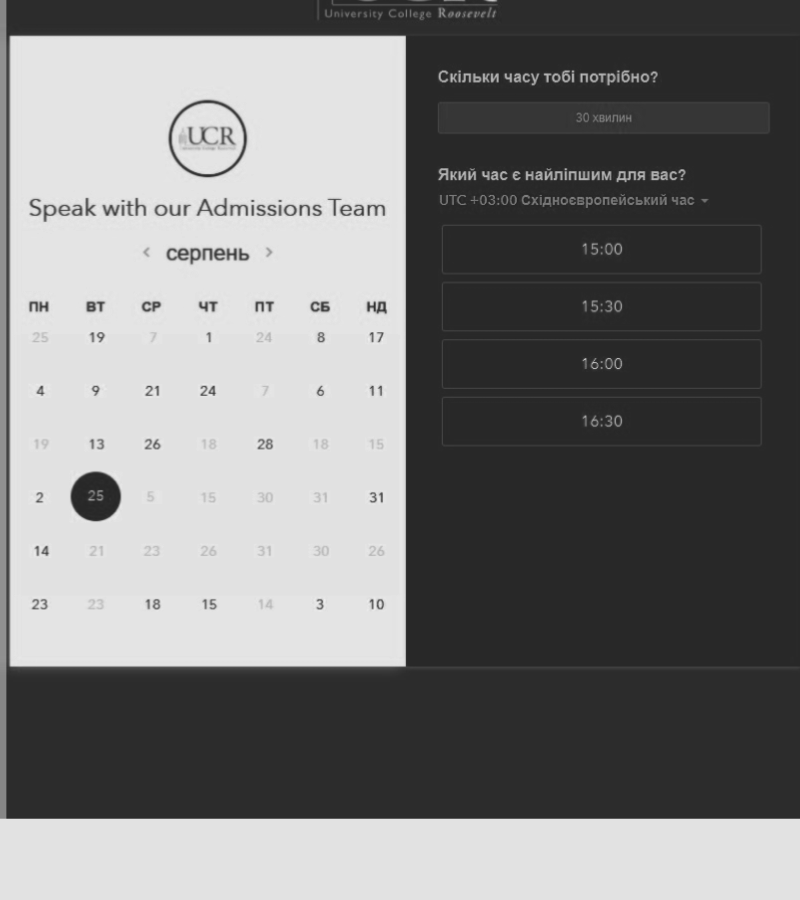 University College Roosevelt
UCR
Speak with our Admissions Team
< серпень >
ПН ВТ СР ЧТ ПТ СБ НД
25 19 7 1 24 8 17
4 9 21 24 7 6 11
19 13 26 18 28 18 15
2 25 5 15 30 31 31
14 21 23 26 31 30 26
23 23 18 15 14 3 10
Скільки часу тобі потрібно?
30 хвилин
Який час є найліпшим для вас?
UTC +03:00 Східноєвропейський час
15:00
15:30
16:00
16:30